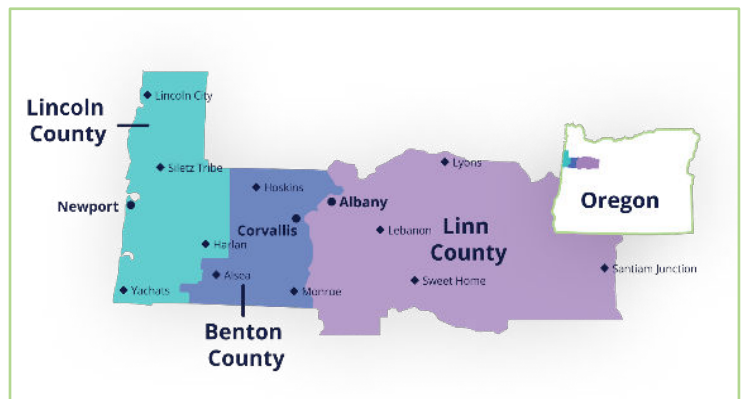 Lincoln City
Lincoln
County
Siletz Tribe
Lyons
Hoskins
Oregon
Newport
Albany
Corvallis
Linn
County
Lebanon
Harlan
Santiam Junction
Alsea
Sweet Home
Yachats
Monroe
Benton
County